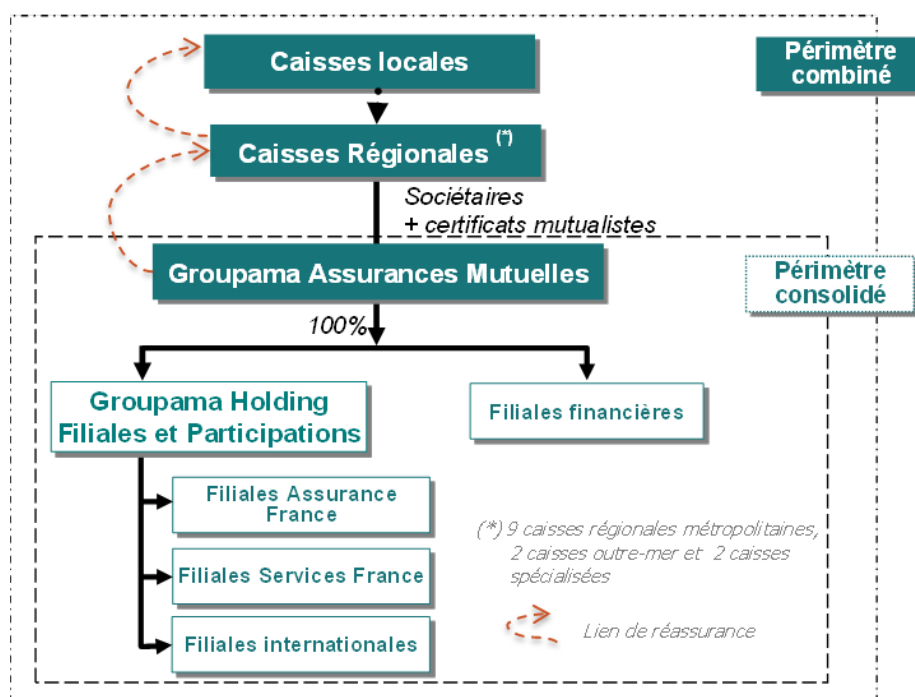 Caisses locales
Périmètre
combiné
Caisses Régionales (*)
Sociétaires
+ certificats mutualistes
Groupama Assurances Mutuelles
Périmètre
consolidé
100%
Groupama Holding
Filiales et Participations
Filiales financières
Filiales Assurance
France
(*) 9 caisses régionales métropolitaines,
2 caisses outre-mer et 2 caisses
spécialisées
Filiales Services France
Filiales internationales
Lien de réassurance